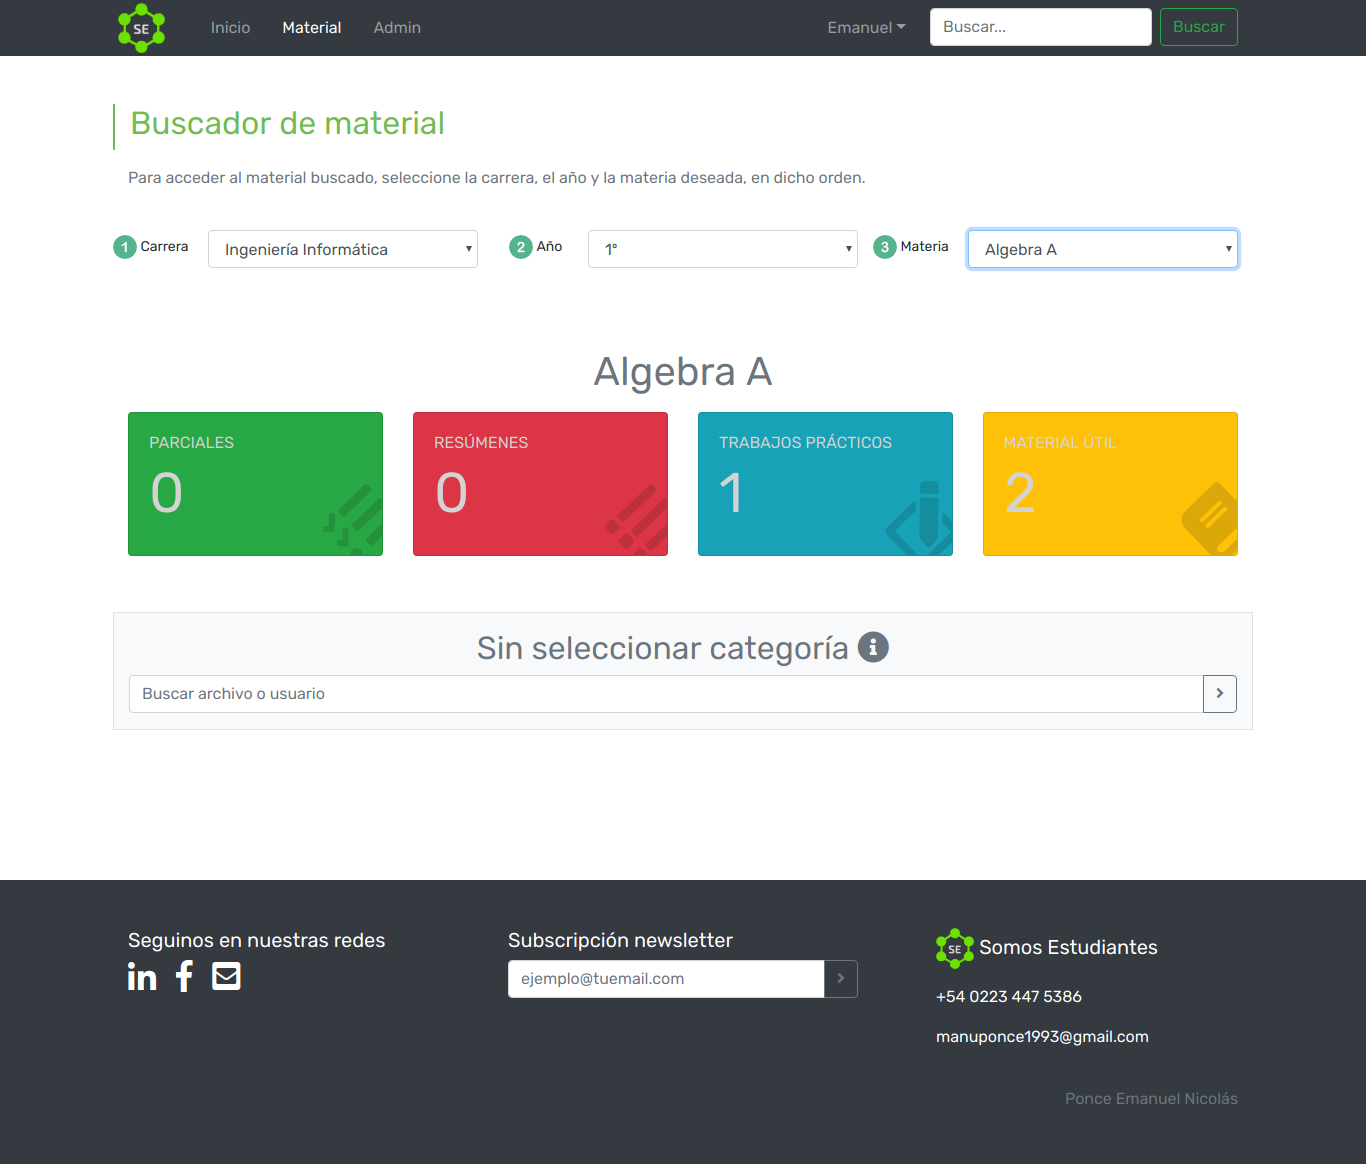 SE Inicio Material Admin Emanuel Buscar... Buscar
Buscador de material
Para acceder al material buscado, seleccione la carrera, el año y la materia deseada, en dicho orden.
1 Carrera Ingeniería Informática 2 Año 1º 3 Materia Algebra A
Algebra A
PARCIALES RESÚMENES TRABAJOS PRÁCTICOS MATERIAL ÚTIL
0 0 1 2
Sin seleccionar categoría
Buscar archivo o usuario
Seguinos en nuestras redes Subscripción newsletter SE Somos Estudiantes
in f ejemplo@tuemail.com
+54 0223 447 5386
manuponce1993@gmail.com
Ponce Emanuel Nicolás